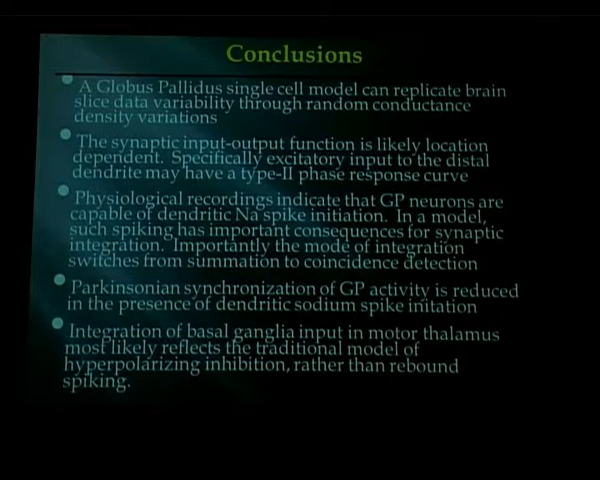 Conclusions
A Globus Pallidus single cell model can replicate brain
slice data variability through random conductance
density variations
The synaptic input-output function is likely location
dependent. Specifically excitatory input to the distal
dendrite may have a type-II phase response curve
Physiological recordings indicate that GP neurons are
capable of dendritic Na spike initiation. In a model,
such spiking has important consequences for synaptic
integration. Importantly the mode of integration
switches from summation to coincidence detection
Parkinsonian synchronization of GP activity is reduced
in the presence of dendritic sodium spike initation
Integration of basal ganglia input in motor thalamus
most likely reflects the traditional model of
hyperpolarizing inhibition, rather than rebound
spiking.